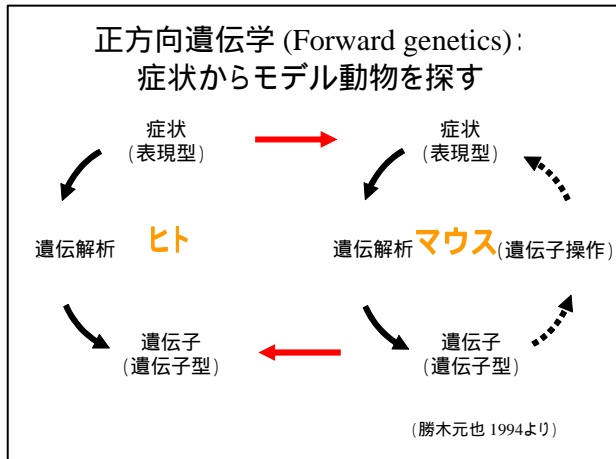 正方向遺伝学 (Forward genetics):
症状からモデル動物を探す
症状
(表現型)
症状
(表現型)
遺伝解析
ヒト
遺伝解析
マウス
(遺伝子操作)
遺伝子
(遺伝子型)
遺伝子
(遺伝子型)
(勝木元也 1994より)